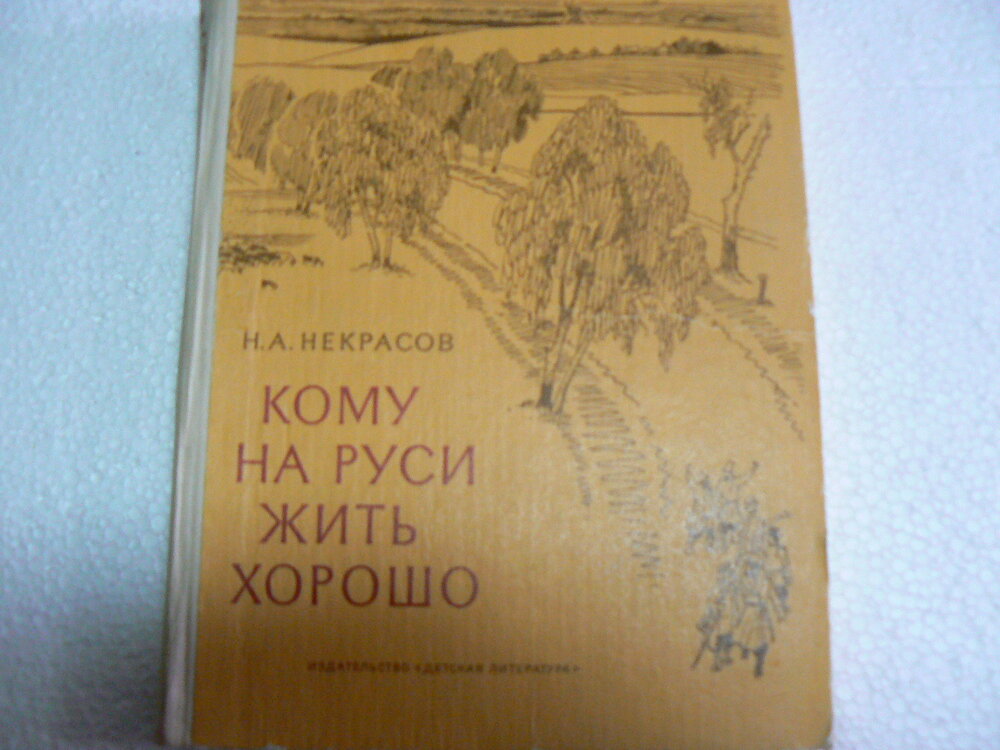 Н.А. НЕКРАСОВ
КОМУ
НА РУСИ
ЖИТЬ
ХОРОШО
ИЗДАТЕЛЬСТВО «ДЕТСКАЯ ЛИТЕРАТУРА»